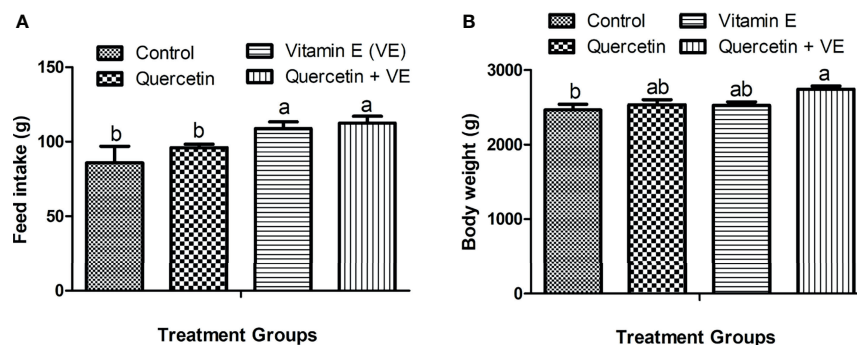 A
Control
Quercetin
Vitamin E (VE)
Quercetin + VE
150
100
50
0
Feed intake (g)
b
b
a
a
Treatment Groups
B
Control
Quercetin
Vitamin E
Quercetin + VE
3000
2000
1000
0
Body weight (g)
b
ab
ab
a
Treatment Groups